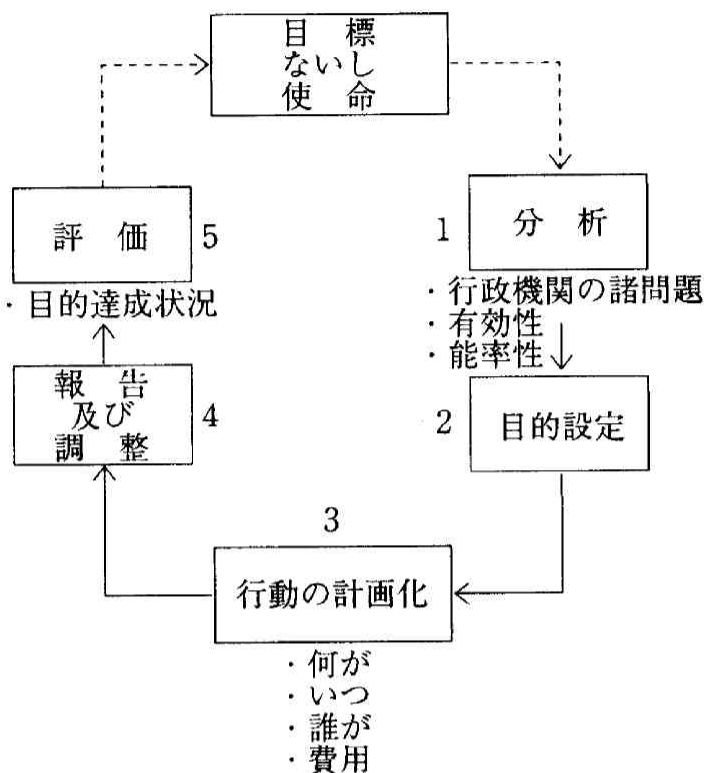 目標
ないし
使命
1
分析
・行政機関の諸問題
・有効性
・能率性
2
目的設定
3
行動の計画化
・何が
・いつ
・誰が
・費用
4
報告
及び
調整
5
評価
・目的達成状況